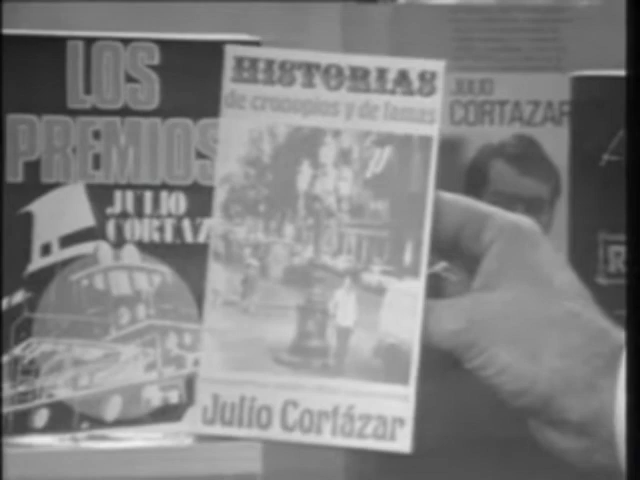 LOS
PREMIOS
JULIO
CORTAZ
HISTORIAS
de cronopios y de famas
Julio Cortázar
JULIO
CORTAZAR
A
R